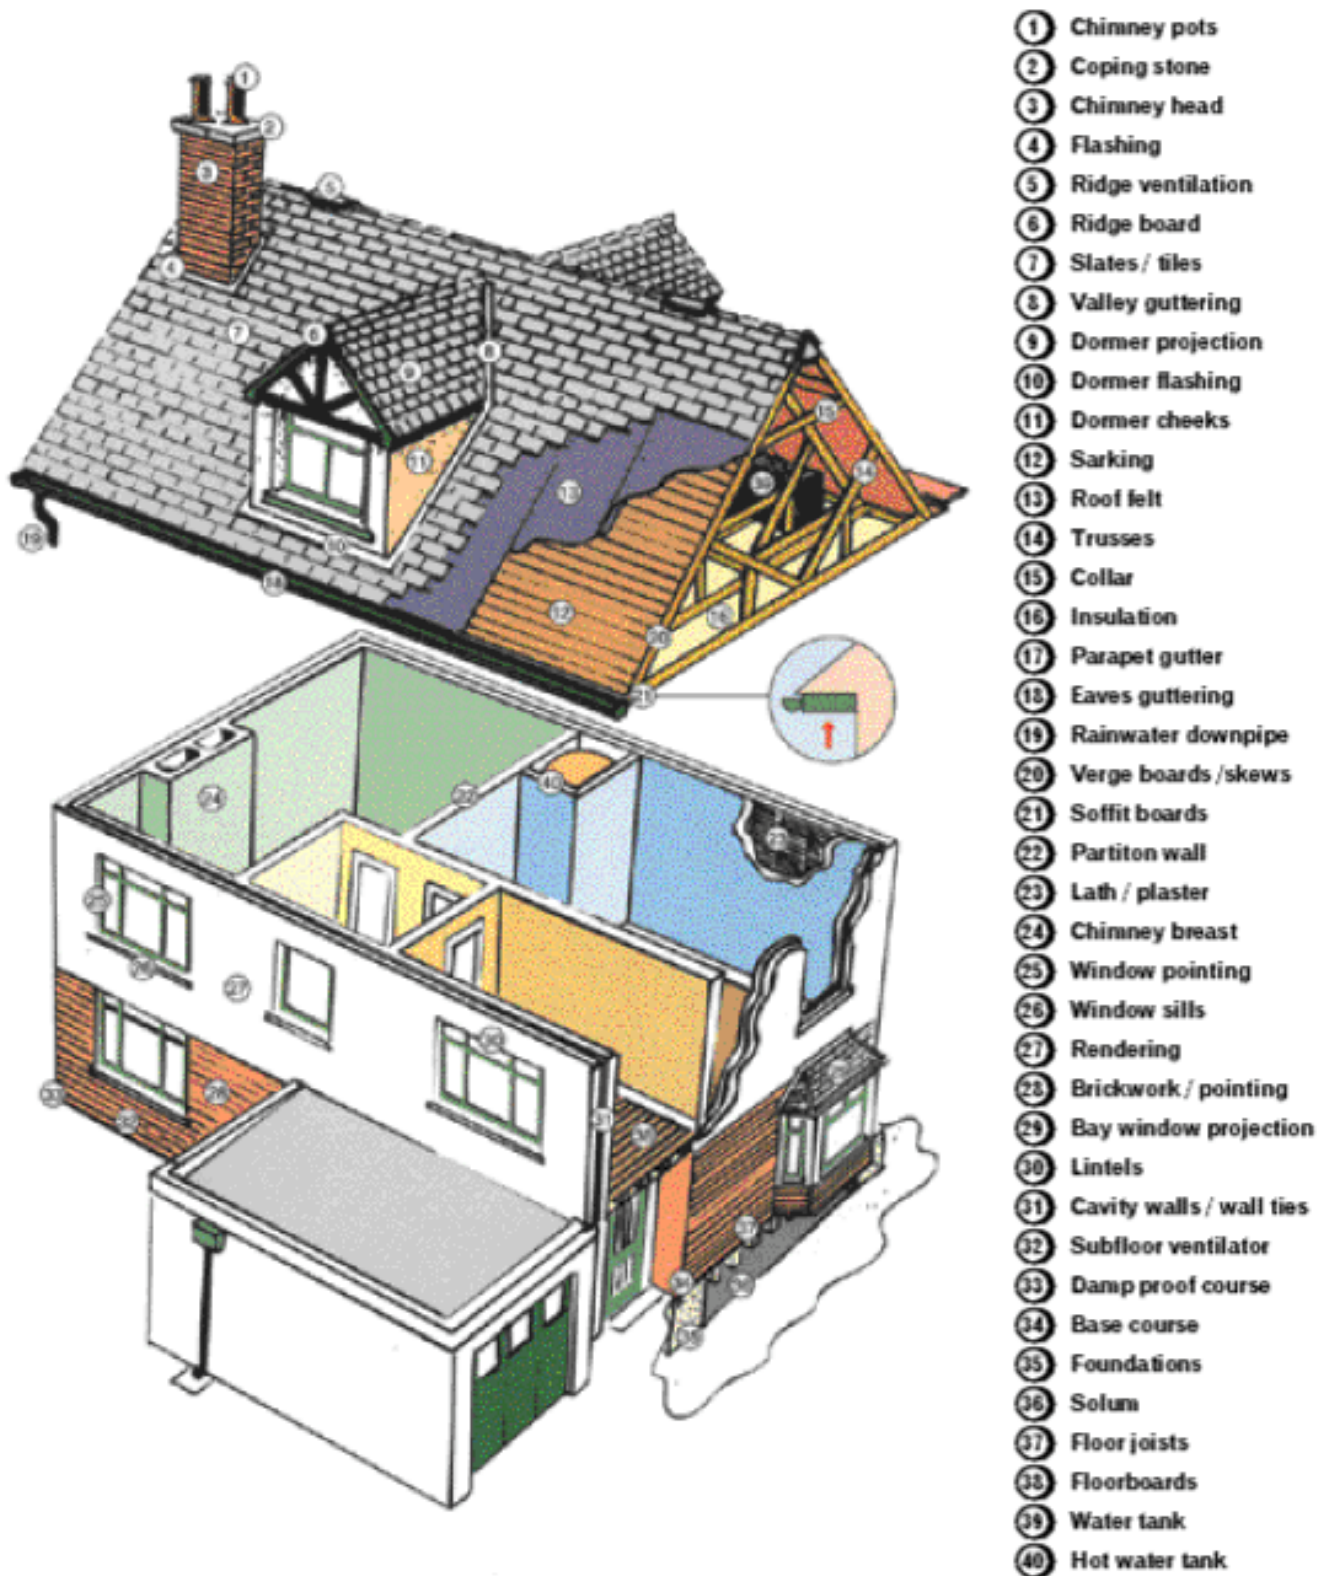 1 Chimney pots
2 Coping stone
3 Chimney head
4 Flashing
5 Ridge ventilation
6 Ridge board
7 Slates / tiles
8 Valley guttering
9 Dormer projection
10 Dormer flashing
11 Dormer cheeks
12 Sarking
13 Roof felt
14 Trusses
15 Collar
16 Insulation
17 Parapet gutter
18 Eaves guttering
19 Rainwater downpipe
20 Verge boards /skews
21 Soffit boards
22 Partiton wall
23 Lath / plaster
24 Chimney breast
25 Window pointing
26 Window sills
27 Rendering
28 Brickwork / pointing
29 Bay window projection
30 Lintels
31 Cavity walls / wall ties
32 Subfloor ventilator
33 Damp proof course
34 Base course
35 Foundations
36 Solum
37 Floor joists
38 Floorboards
39 Water tank
40 Hot water tank